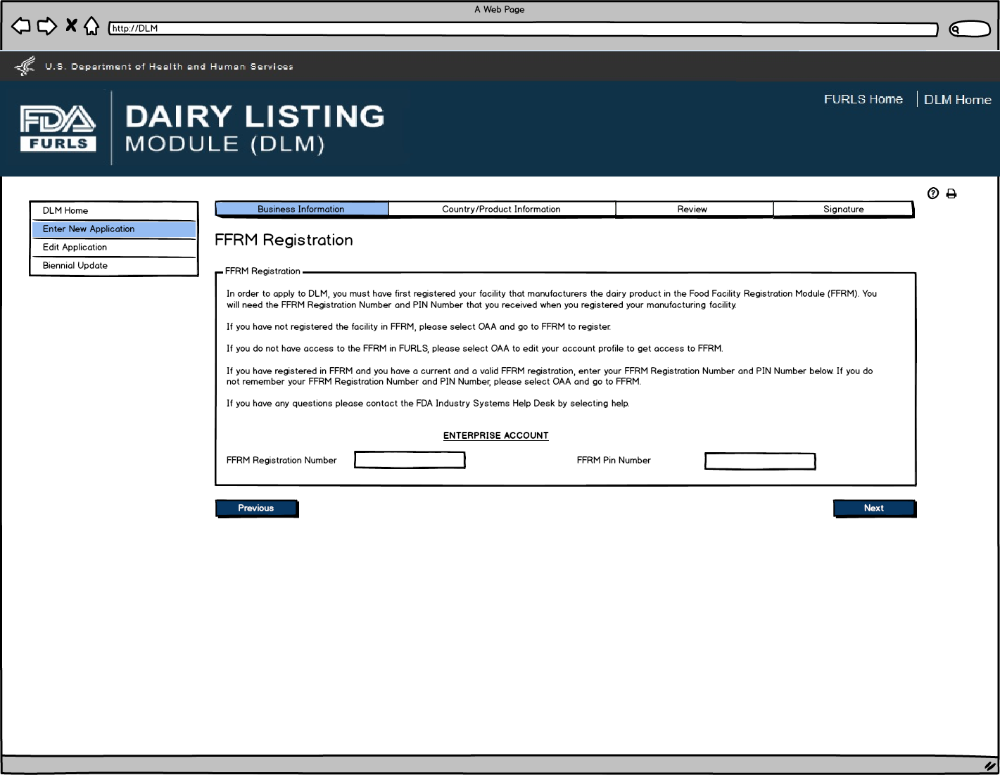 A Web Page
http://DLM
U.S. Department of Health and Human Services
FURLS Home
DLM Home
FDA
FURLS
DAIRY LISTING
MODULE (DLM)
DLM Home
Enter New Application
Edit Application
Biennial Update
Business Information
Country/Product Information
Review
Signature
FFRM Registration
FFRM Registration
In order to apply to DLM, you must have first registered your facility that manufacturers the dairy product in the Food Facility Registration Module (FFRM). You
will need the FFRM Registration Number and PIN Number that you received when you registered your manufacturing facility.
If you have not registered the facility in FFRM, please select OAA and go to FFRM to register.
If you do not have access to the FFRM in FURLS, please select OAA to edit your account profile to get access to FFRM.
If you have registered in FFRM and you have a current and a valid FFRM registration, enter your FFRM Registration Number and PIN Number below. If you do
not remember your FFRM Registration Number and PIN Number, please select OAA and go to FFRM.
If you have any questions please contact the FDA Industry Systems Help Desk by selecting help.
ENTERPRISE ACCOUNT
FFRM Registration Number
FFRM Pin Number
Previous
Next